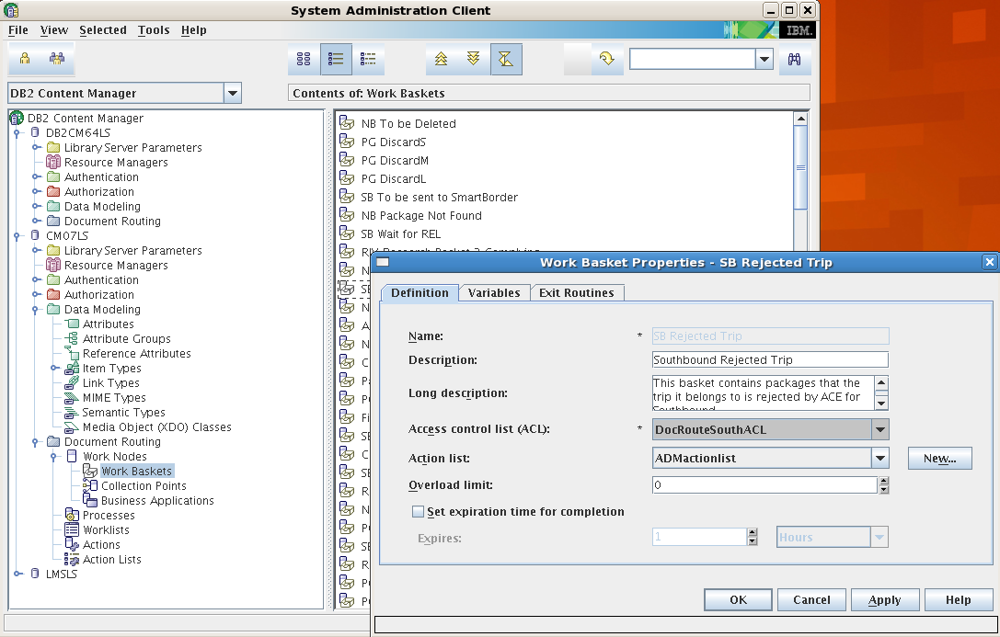 System Administration Client
File View Selected Tools Help
IBM.
DB2 Content Manager
Contents of: Work Baskets
DB2 Content Manager
DB2CM64LS
Library Server Parameters
Resource Managers
Authentication
Authorization
Data Modeling
Document Routing
CM07LS
Library Server Parameters
Resource Managers
Authentication
Authorization
Data Modeling
Attributes
Attribute Groups
Reference Attributes
Item Types
Link Types
MIME Types
Semantic Types
Media Object (XDO) Classes
Document Routing
Work Nodes
Work Baskets
Collection Points
Business Applications
Processes
Worklists
Actions
Action Lists
LMSLS
NB To be Deleted
PG DiscardS
PG DiscardM
PG DiscardL
SB To be sent to SmartBorder
NB Package Not Found
SB Wait for REL
Work Basket Properties - SB Rejected Trip
Definition Variables Exit Routines
Name: * SB Rejected Trip
Description: Southbound Rejected Trip
Long description: This basket contains packages that the
trip it belongs to is rejected by ACE for
Southbound
Access control list (ACL): * DocRouteSouthACL
Action list: ADMactionlist New...
Overload limit: 0
Set expiration time for completion
Expires: 1 Hours
OK Cancel Apply Help